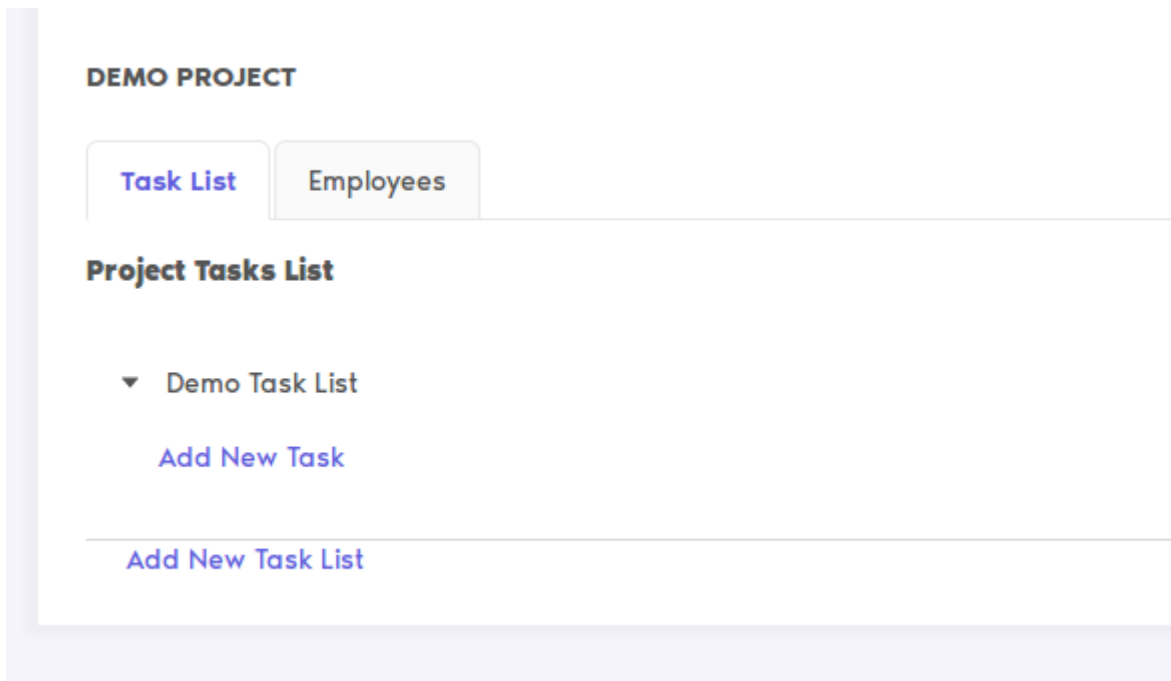 DEMO PROJECT
Task List Employees
Project Tasks List
Demo Task List
Add New Task
Add New Task List